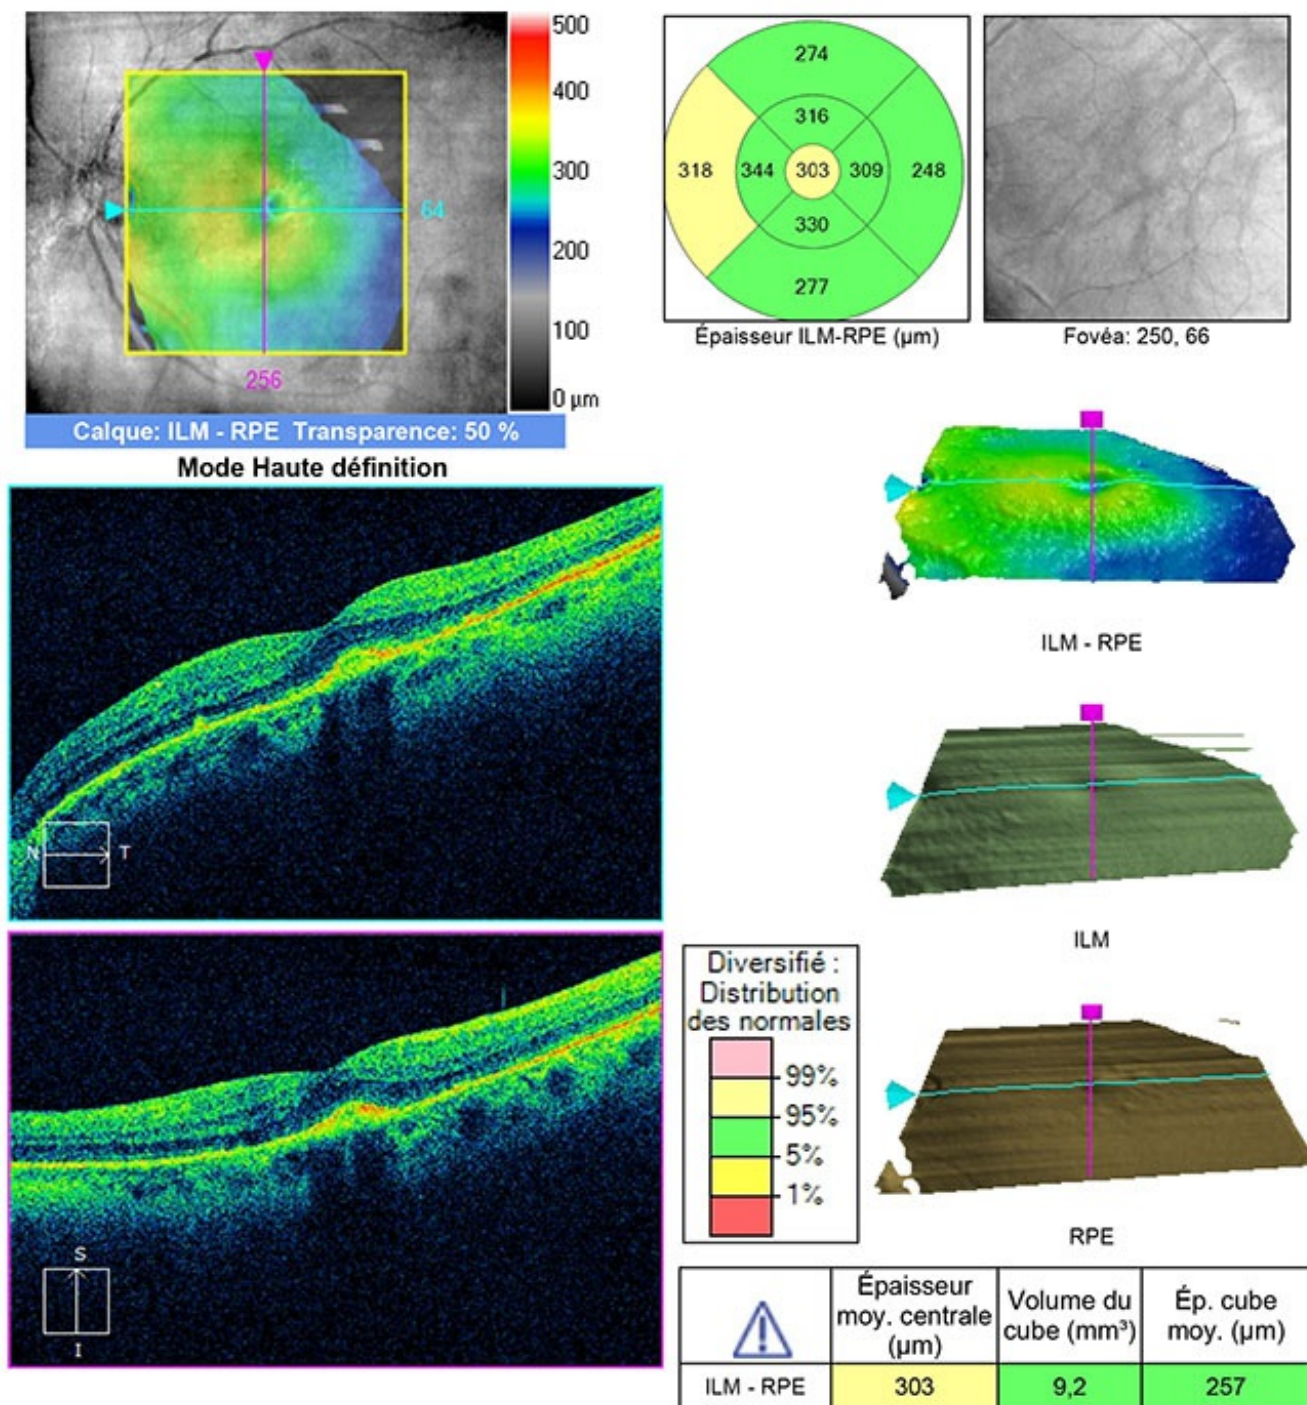 500
400
300
200
100
0 µm
64
256
Calque: ILM - RPE Transparence: 50 %
274
316
318
344
303
309
248
330
277
Épaisseur ILM-RPE (µm)
Fovéa: 250, 66
Mode Haute définition
N
T
S
I
ILM - RPE
ILM
RPE
Diversifié :
Distribution
des normales
99%
95%
5%
1%
Épaisseur
moy. centrale
(µm)
Volume du
cube (mm³)
Ép. cube
moy. (µm)
ILM - RPE
303
9,2
257